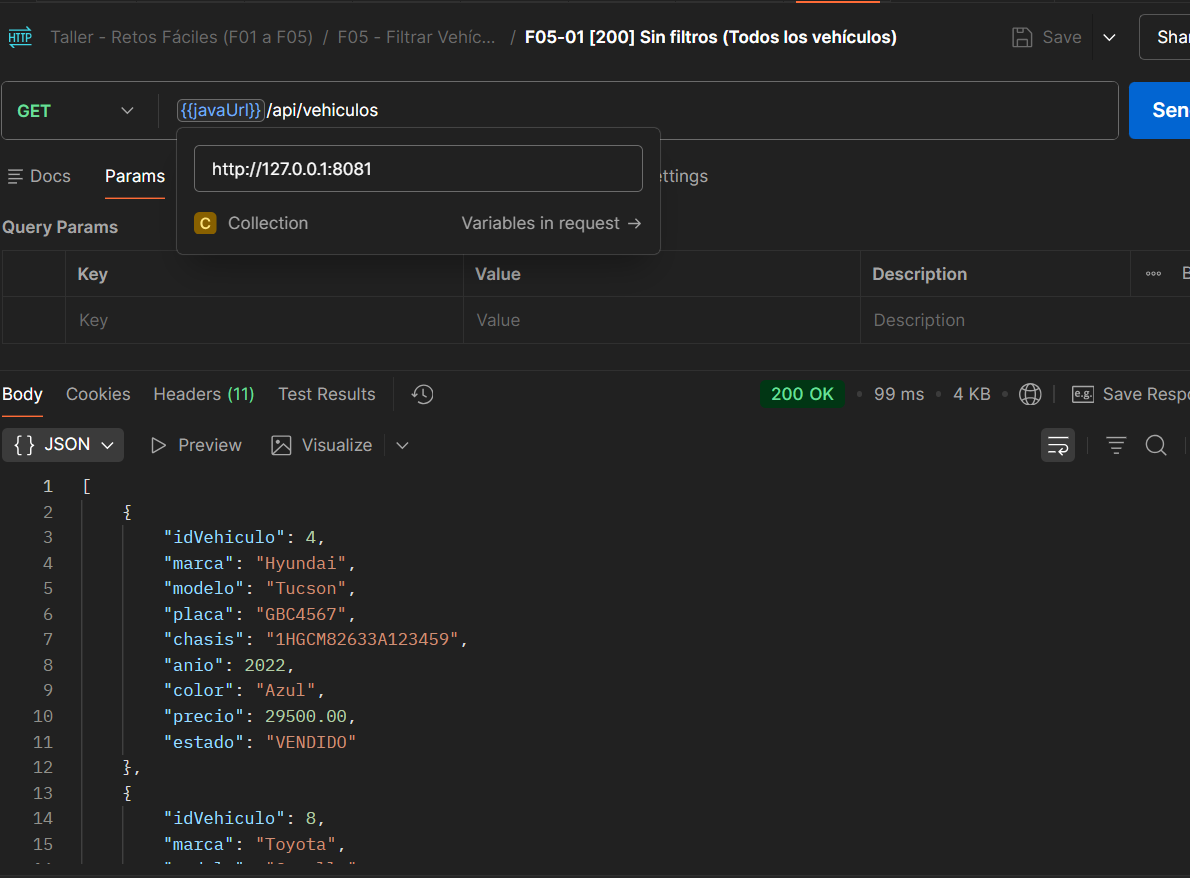 HTTP Taller - Retos Fáciles (F01 a F05) / F05 - Filtrar Vehíc... / F05-01 [200] Sin filtros (Todos los vehículos) Save Shar
GET {{javaUrl}}/api/vehiculos Sen
http://127.0.0.1:8081
Docs Params ettings
C Collection Variables in request →
Query Params
Key Value Description ooo B
Key Value Description
Body Cookies Headers (11) Test Results 200 OK • 99 ms • 4 KB • e.g. Save Respo
{} JSON Preview Visualize
1 [
2 {
3 "idVehiculo": 4,
4 "marca": "Hyundai",
5 "modelo": "Tucson",
6 "placa": "GBC4567",
7 "chasis": "1HGCM82633A123459",
8 "anio": 2022,
9 "color": "Azul",
10 "precio": 29500.00,
11 "estado": "VENDIDO"
12 },
13 {
14 "idVehiculo": 8,
15 "marca": "Toyota",